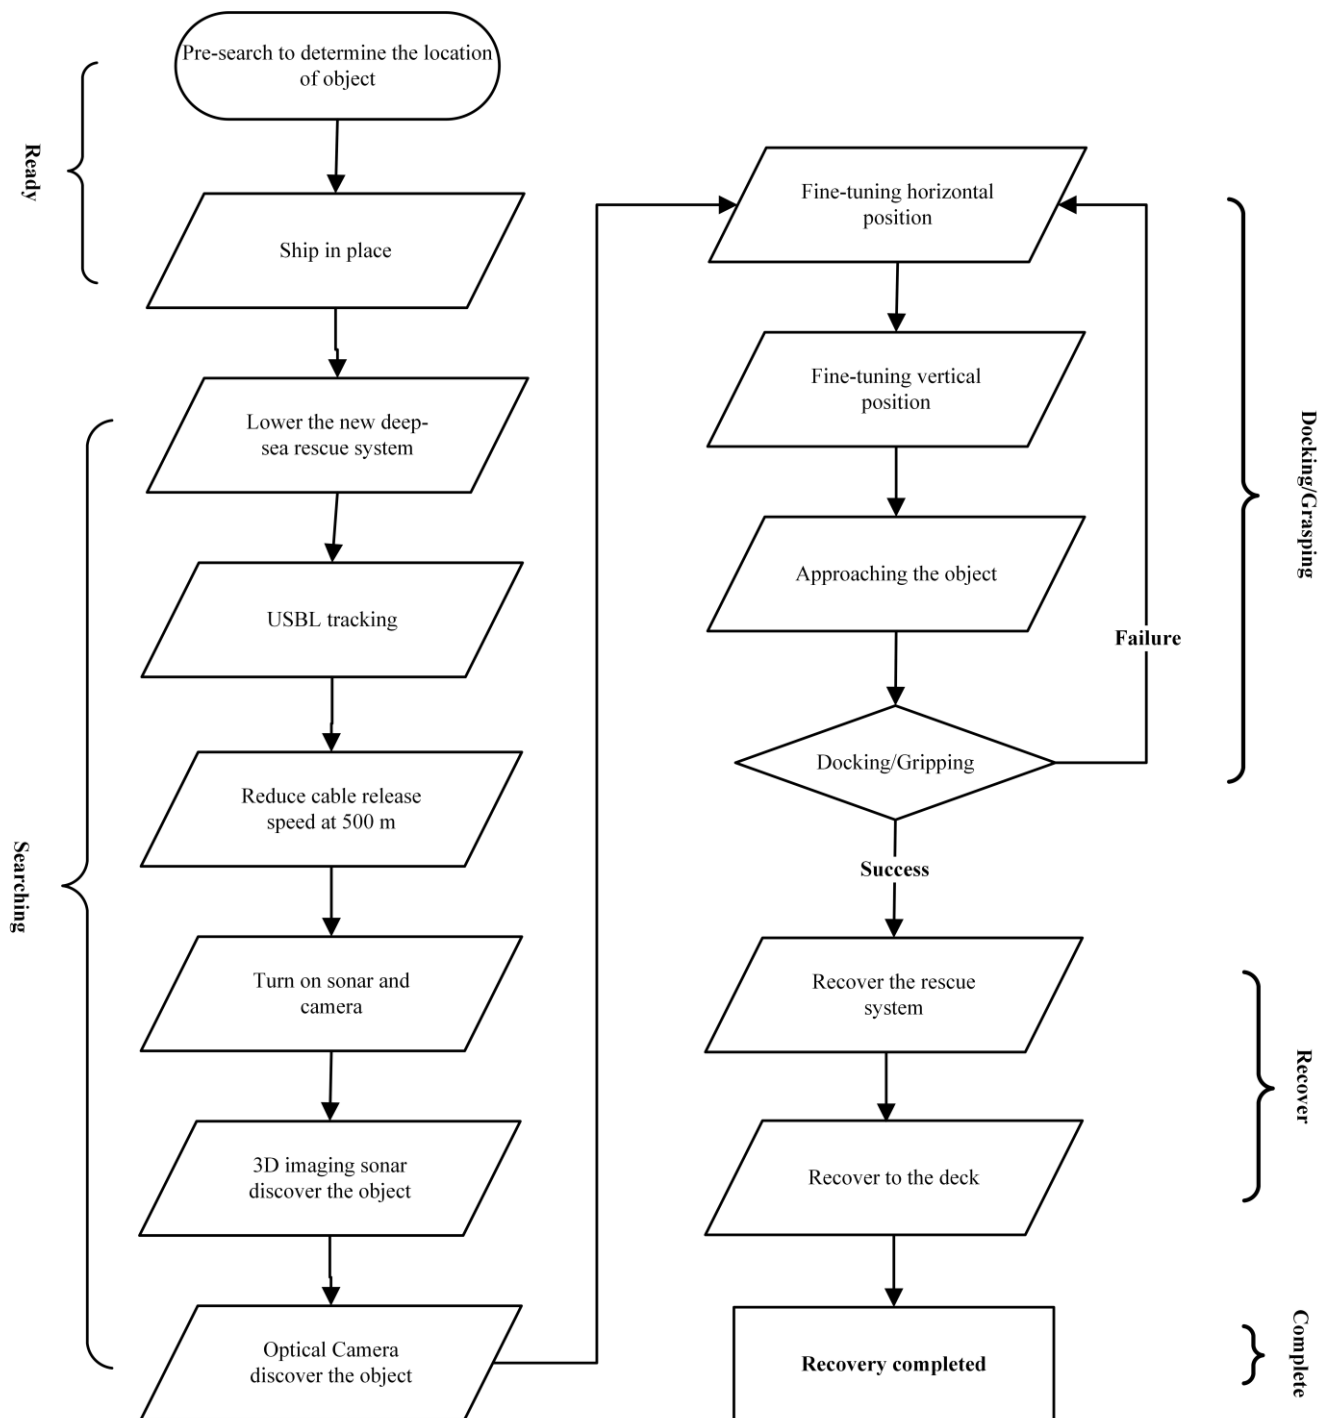 Pre-search to determine the location
of object
Ready
Ship in place
Lower the new deep-
sea rescue system
USBL tracking
Reduce cable release
speed at 500 m
Searching
Turn on sonar and
camera
3D imaging sonar
discover the object
Optical Camera
discover the object
Fine-tuning horizontal
position
Fine-tuning vertical
position
Approaching the object
Docking/Grasping
Failure
Docking/Gripping
Success
Recover the rescue
system
Recover
Recover to the deck
Recovery completed
Complete